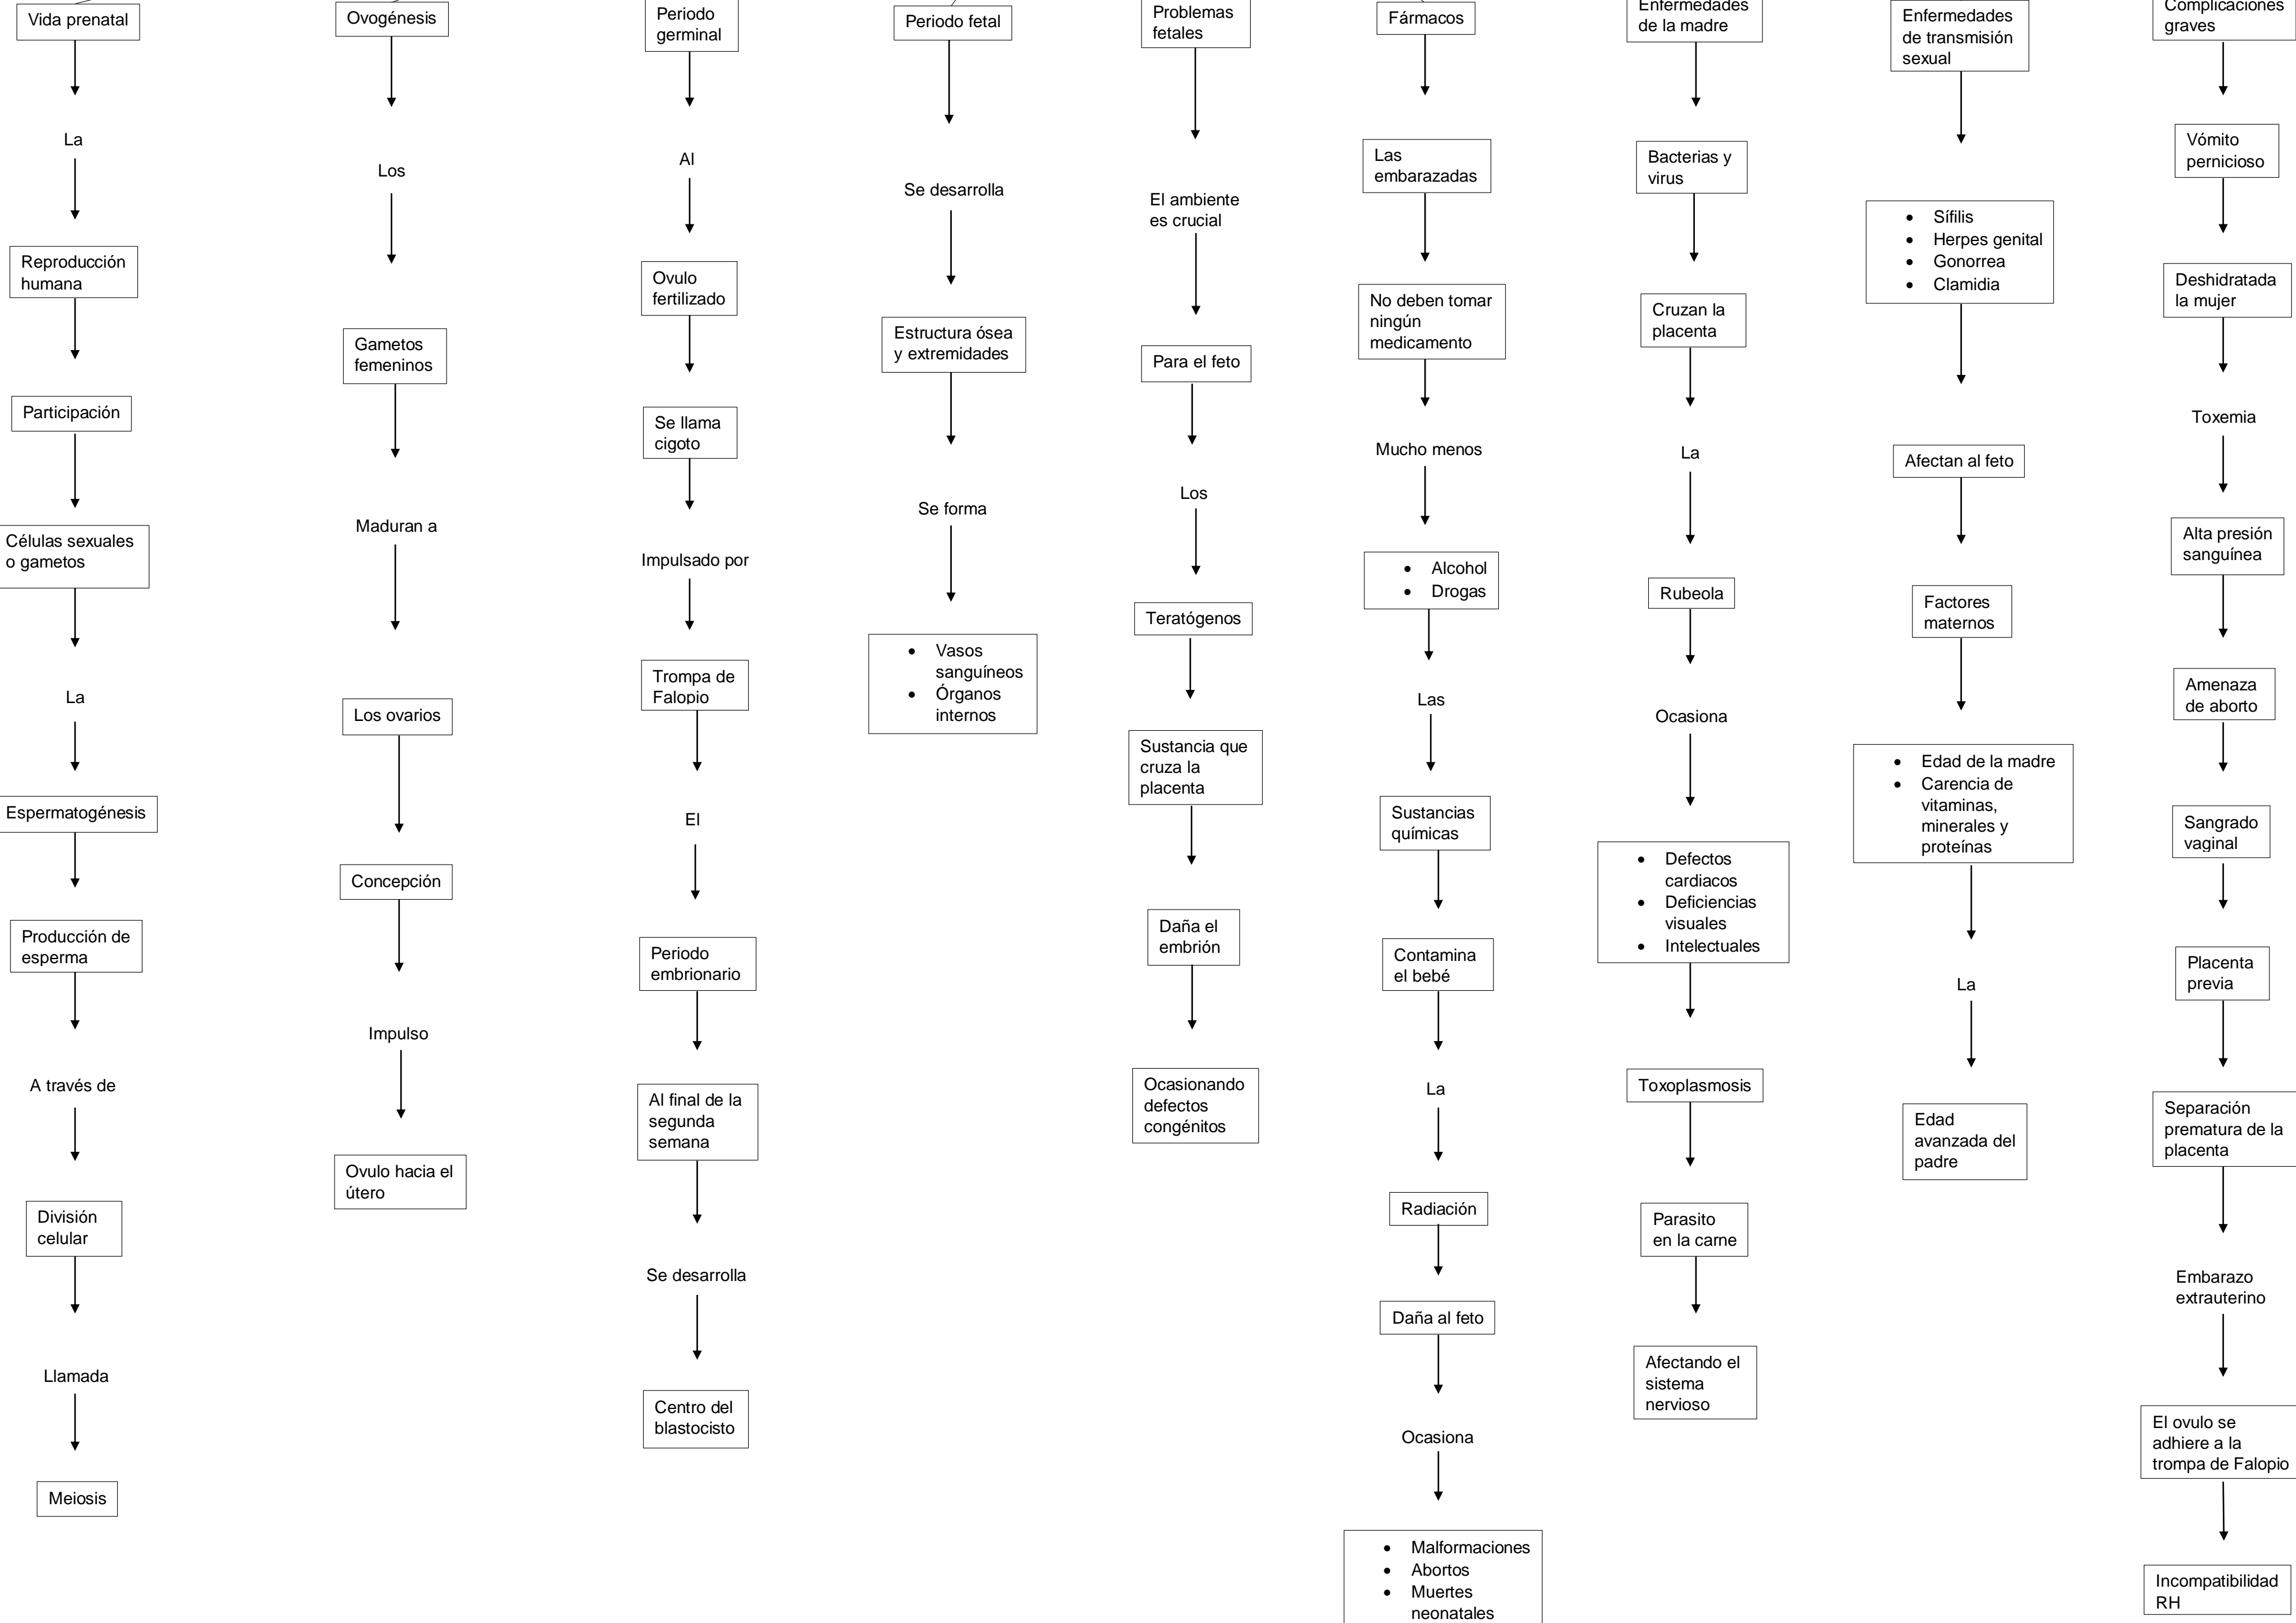 Vida prenatal
La
Reproducción
humana
Participación
Células sexuales
o gametos
La
Espermatogénesis
Producción de
esperma
A través de
División
celular
Llamada
Meiosis
Ovogénesis
Los
Gametos
femeninos
Maduran a
Los ovarios
Concepción
Impulso
Ovulo hacia el
útero
Periodo
germinal
Al
Ovulo
fertilizado
Se llama
cigoto
Impulsado por
Trompa de
Falopio
El
Periodo
embrionario
Al final de la
segunda
semana
Se desarrolla
Centro del
blastocisto
Periodo fetal
Se desarrolla
Estructura ósea
y extremidades
Se forma
• Vasos
sanguíneos
• Órganos
internos
Problemas
fetales
El ambiente
es crucial
Para el feto
Los
Teratógenos
Sustancia que
cruza la
placenta
Daña el
embrión
Ocasionando
defectos
congénitos
Fármacos
Las
embarazadas
No deben tomar
ningún
medicamento
Mucho menos
• Alcohol
• Drogas
Las
Sustancias
químicas
Contamina
el bebé
La
Radiación
Daña al feto
Ocasiona
• Malformaciones
• Abortos
• Muertes
neonatales
Enfermedades
de la madre
Bacterias y
virus
Cruzan la
placenta
La
Rubeola
Ocasiona
• Defectos
cardiacos
• Deficiencias
visuales
• Intelectuales
Toxoplasmosis
Parasito
en la carne
Afectando el
sistema
nervioso
Enfermedades
de transmisión
sexual
• Sífilis
• Herpes genital
• Gonorrea
• Clamidia
Afectan al feto
Factores
maternos
• Edad de la madre
• Carencia de
vitaminas,
minerales y
proteínas
La
Edad
avanzada del
padre
Complicaciones
graves
Vómito
pernicioso
Deshidratada
la mujer
Toxemia
Alta presión
sanguínea
Amenaza
de aborto
Sangrado
vaginal
Placenta
previa
Separación
prematura de la
placenta
Embarazo
extrauterino
El ovulo se
adhiere a la
trompa de Falopio
Incompatibilidad
RH